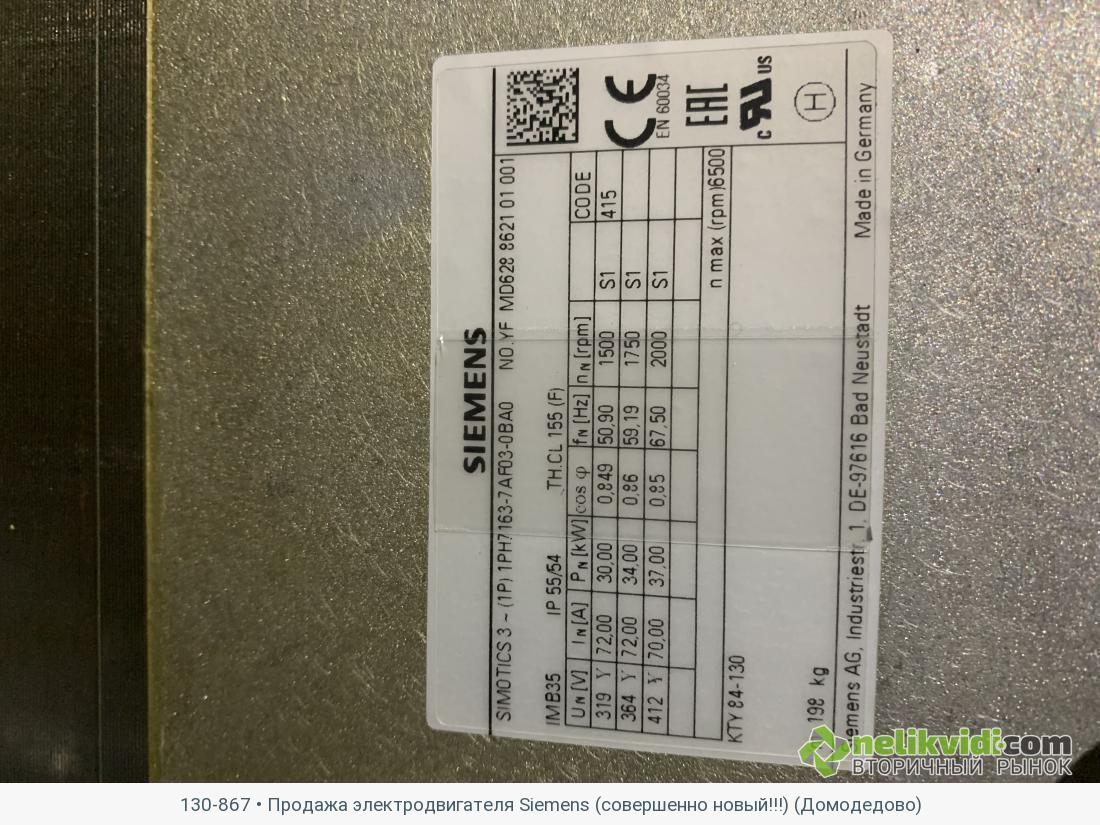 SIEMENS
SIMOTICS 3 ~ (1P) 1PH7163-7AF03-0BA0 NO.YF MD628 8621 01 001
IMB35 IP 55/54 TH.CL 155 (F)
UN [V] IN [A] PN [kW] cos φ fN [Hz] nN [rpm] CODE
319 Y 72,00 30,00 0,849 50,90 1500 S1 415
364 Y 72,00 34,00 0,86 59,19 1750 S1
412 Y 70,00 37,00 0,85 67,50 2000 S1
n max (rpm) 6500
KTY 84-130
198 kg
CE
EN 60034
EAC
c US
H
emens AG, Industriestr. 1, DE-97616 Bad Neustadt Made in Germany
nelikvidi.com
ВТОРИЧНЫЙ РЫНОК
130-867 • Продажа электродвигателя Siemens (совершенно новый!!!) (Домодедово)